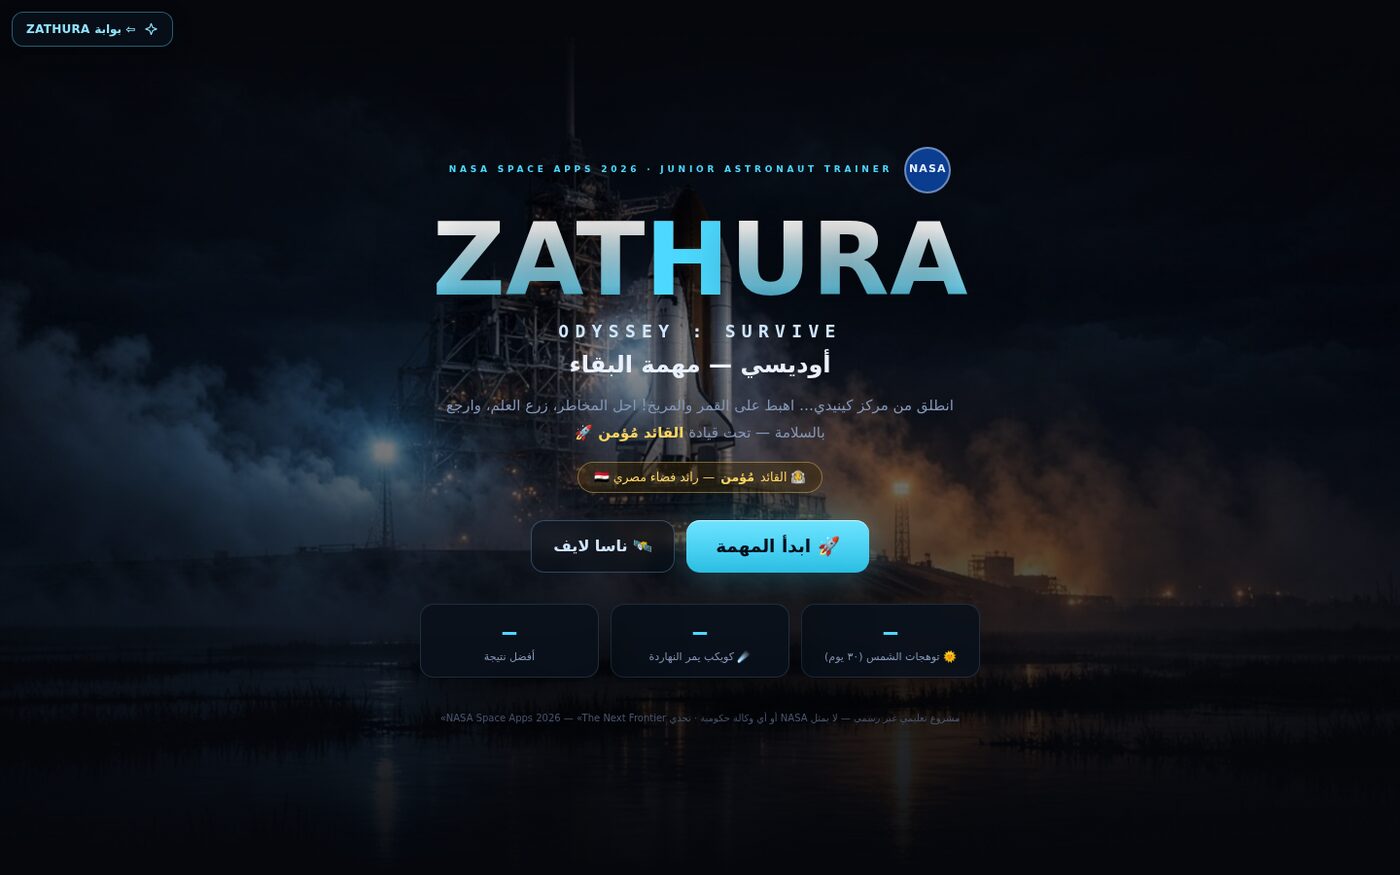 بوابة ZATHURA ⇦
NASA SPACE APPS 2026 · JUNIOR ASTRONAUT TRAINER
NASA
ZATHURA
ODYSSEY : SURVIVE
أوديسي — مهمة البقاء
انطلق من مركز كينيدي… اهبط على القمر والمريخ! احل المخاطر، زرع العلم، وارجع
بالسلامة — تحت قيادة القائد مُؤمن 🚀
👨‍🚀 القائد مُؤمن — رائد فضاء مصري 🇪🇬
🚀 ابدأ المهمة
🛰️ ناسا لايف
—
🌞 توهجات الشمس (٣٠ يوم)
—
☄️ كويكب يمر النهاردة
—
أفضل نتيجة
مشروع تعليمي غير رسمي — لا يمثل NASA أو أي وكالة حكومية · تحدي NASA Space Apps 2026 — «The Next Frontier»